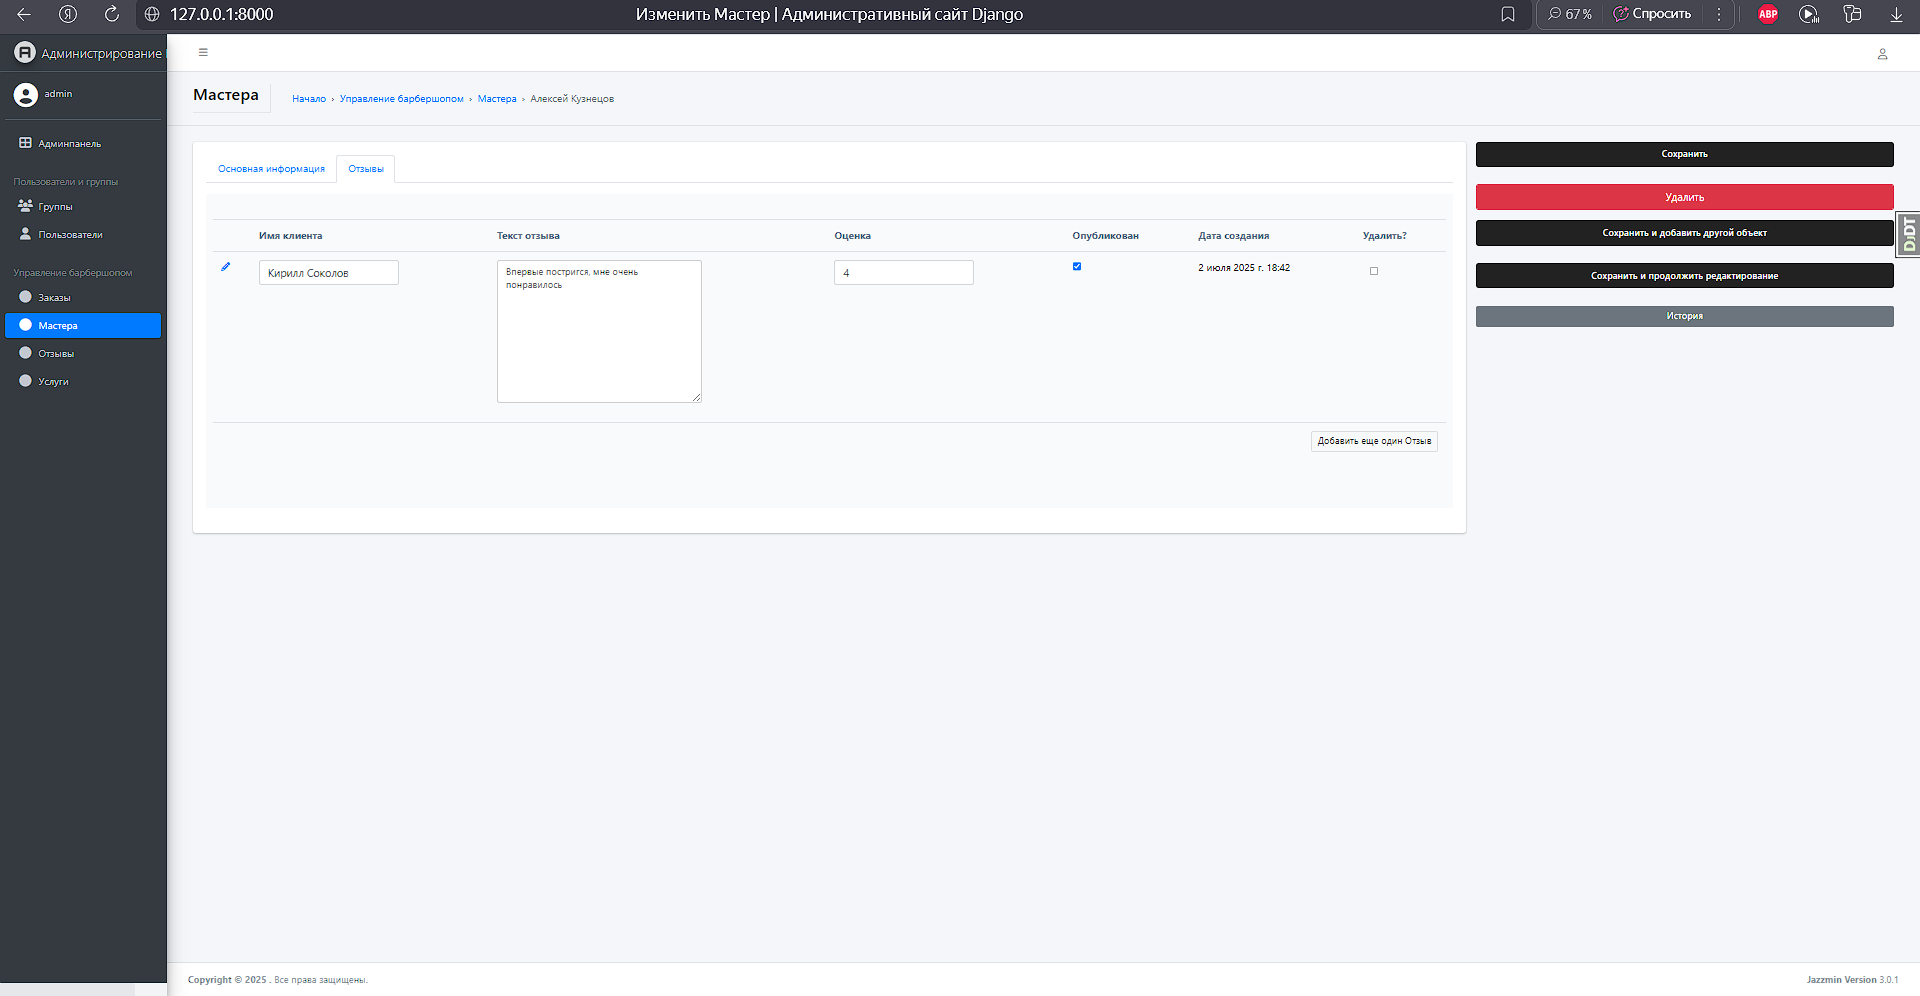 127.0.0.1:8000
Изменить Мастер | Административный сайт Django
67 %
Спросить
ABP
Администрирование
admin
Админпанель
Пользователи и группы
Группы
Пользователи
Управление барбершопом
Заказы
Мастера
Отзывы
Услуги
Мастера
Начало › Управление барбершопом › Мастера › Алексей Кузнецов
Основная информация
Отзывы
Имя клиента
Текст отзыва
Оценка
Опубликован
Дата создания
Удалить?
Кирилл Соколов
Впервые постригся, мне очень
понравилось
4
2 июля 2025 г. 18:42
Добавить еще один Отзыв
Сохранить
Удалить
Сохранить и добавить другой объект
Сохранить и продолжить редактирование
История
DJDT
Copyright © 2025 . Все права защищены.
Jazzmin Version 3.0.1